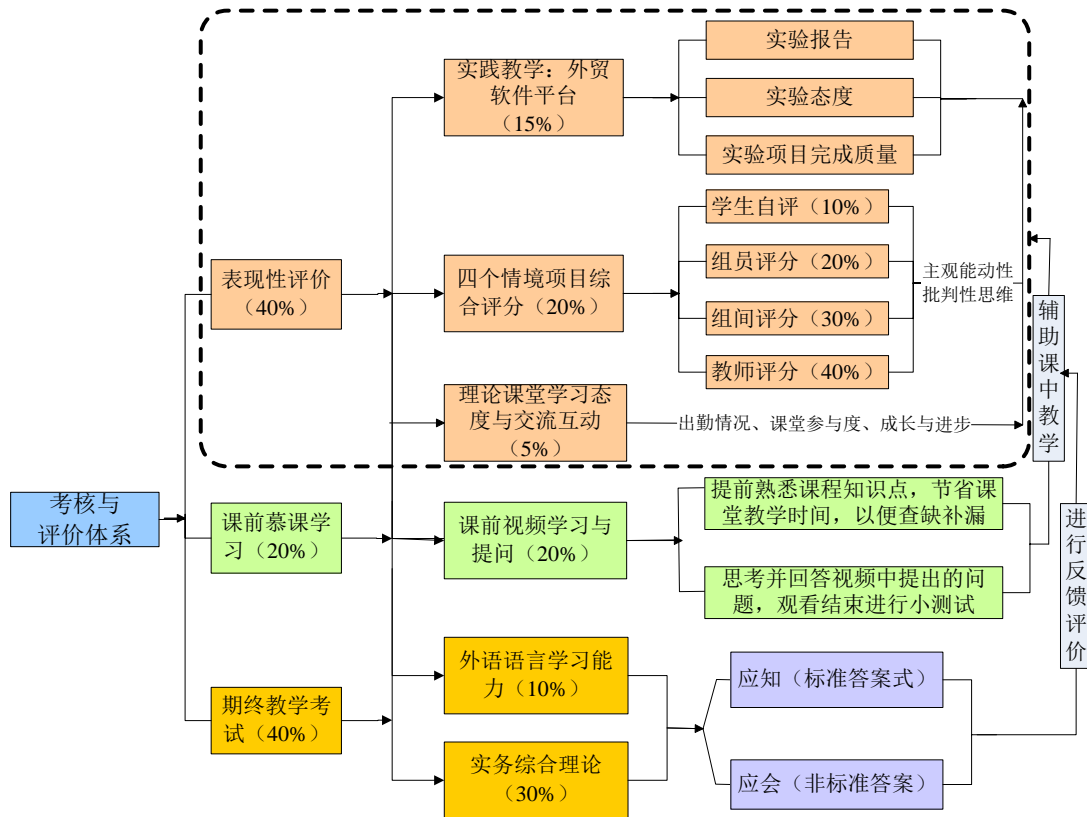 考核与
评价体系
表现性评价
(40%)
课前慕课学
习(20%)
期终教学考
试(40%)
实践教学:外贸
软件平台
(15%)
四个情境项目综
合评分(20%)
理论课堂学习态
度与交流互动
(5%)
课前视频学习与
提问(20%)
外语语言学习能
力(10%)
实务综合理论
(30%)
实验报告
实验态度
实验项目完成质量
学生自评(10%)
组员评分(20%)
组间评分(30%)
教师评分(40%)
主观能动性
批判性思维
出勤情况、课堂参与度、成长与进步
提前熟悉课程知识点,节省课
堂教学时间,以便查缺补漏
思考并回答视频中提出的问
题,观看结束进行小测试
应知(标准答案式)
应会(非标准答案)
辅助课中教学
进行反馈评价